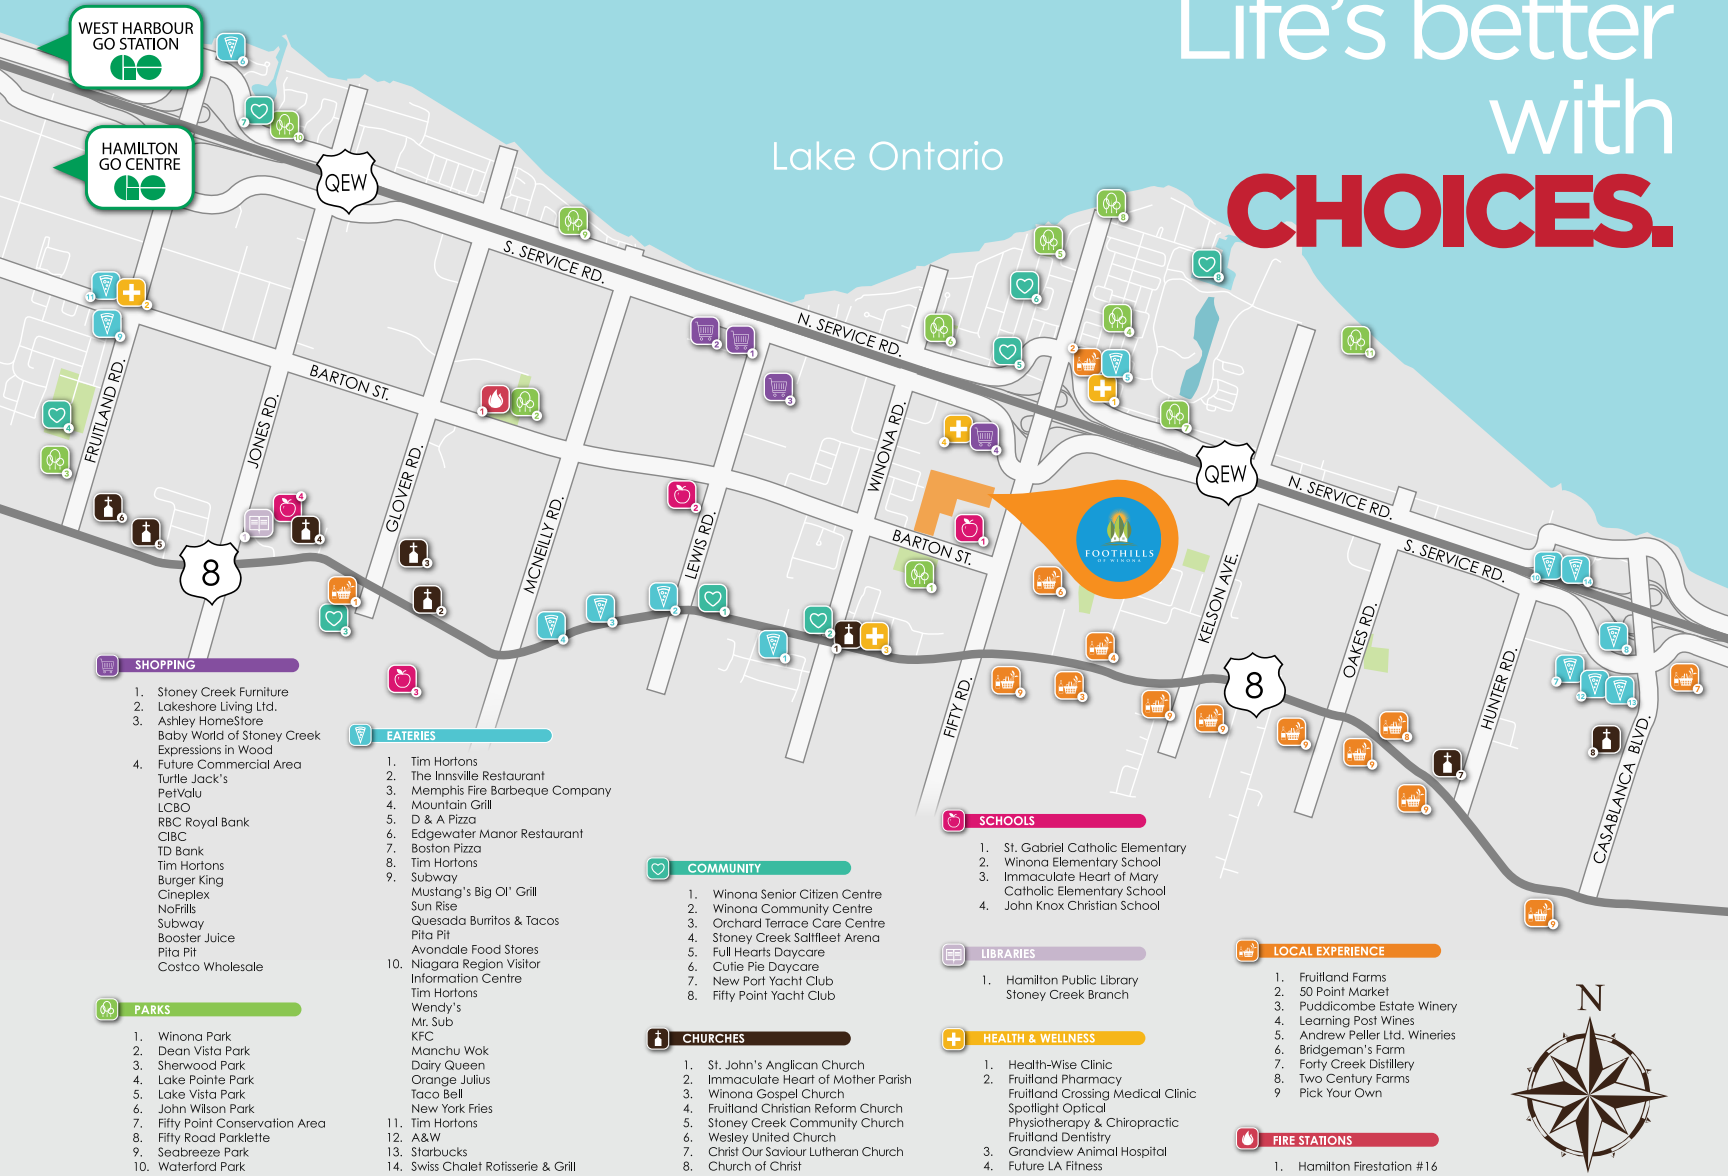 Life's better
with
CHOICES.
WEST HARBOUR
GO STATION
GO
HAMILTON
GO CENTRE
GO
Lake Ontario
QEW
S. SERVICE RD.
N. SERVICE RD.
BARTON ST.
FRUITLAND RD.
JONES RD.
GLOVER RD.
MCNEILLY RD.
LEWIS RD.
WINONA RD.
BARTON ST.
FOOTHILLS
OF WINONA
QEW
N. SERVICE RD.
S. SERVICE RD.
8
FIFTY RD.
KELSON AVE.
8
OAKES RD.
HUNTER RD.
CASABLANCA BLVD.
SHOPPING
1. Stoney Creek Furniture
2. Lakeshore Living Ltd.
3. Ashley HomeStore
Baby World of Stoney Creek
Expressions in Wood
4. Future Commercial Area
Turtle Jack's
PetValu
LCBO
RBC Royal Bank
CIBC
TD Bank
Tim Hortons
Burger King
Cineplex
NoFrills
Subway
Booster Juice
Pita Pit
Costco Wholesale
PARKS
1. Winona Park
2. Dean Vista Park
3. Sherwood Park
4. Lake Pointe Park
5. Lake Vista Park
6. John Wilson Park
7. Fifty Point Conservation Area
8. Fifty Road Parklette
9. Seabreeze Park
10. Waterford Park
EATERIES
1. Tim Hortons
2. The Innsville Restaurant
3. Memphis Fire Barbeque Company
4. Mountain Grill
5. D & A Pizza
6. Edgewater Manor Restaurant
7. Boston Pizza
8. Tim Hortons
9. Subway
Mustang's Big Ol' Grill
Sun Rise
Quesada Burritos & Tacos
Pita Pit
Avondale Food Stores
10. Niagara Region Visitor
Information Centre
Tim Hortons
Wendy's
Mr. Sub
KFC
Manchu Wok
Dairy Queen
Orange Julius
Taco Bell
New York Fries
11. Tim Hortons
12. A&W
13. Starbucks
14. Swiss Chalet Rotisserie & Grill
COMMUNITY
1. Winona Senior Citizen Centre
2. Winona Community Centre
3. Orchard Terrace Care Centre
4. Stoney Creek Saltfleet Arena
5. Full Hearts Daycare
6. Cutie Pie Daycare
7. New Port Yacht Club
8. Fifty Point Yacht Club
CHURCHES
1. St. John's Anglican Church
2. Immaculate Heart of Mother Parish
3. Winona Gospel Church
4. Fruitland Christian Reform Church
5. Stoney Creek Community Church
6. Wesley United Church
7. Christ Our Saviour Lutheran Church
8. Church of Christ
SCHOOLS
1. St. Gabriel Catholic Elementary
2. Winona Elementary School
3. Immaculate Heart of Mary
Catholic Elementary School
4. John Knox Christian School
LIBRARIES
1. Hamilton Public Library
Stoney Creek Branch
HEALTH & WELLNESS
1. Health-Wise Clinic
2. Fruitland Pharmacy
Fruitland Crossing Medical Clinic
Spotlight Optical
Physiotherapy & Chiropractic
Fruitland Dentistry
3. Grandview Animal Hospital
4. Future LA Fitness
LOCAL EXPERIENCE
1. Fruitland Farms
2. 50 Point Market
3. Puddicombe Estate Winery
4. Learning Post Wines
5. Andrew Peller Ltd. Wineries
6. Bridgeman's Farm
7. Forty Creek Distillery
8. Two Century Farms
9 Pick Your Own
FIRE STATIONS
1. Hamilton Firestation #16
N